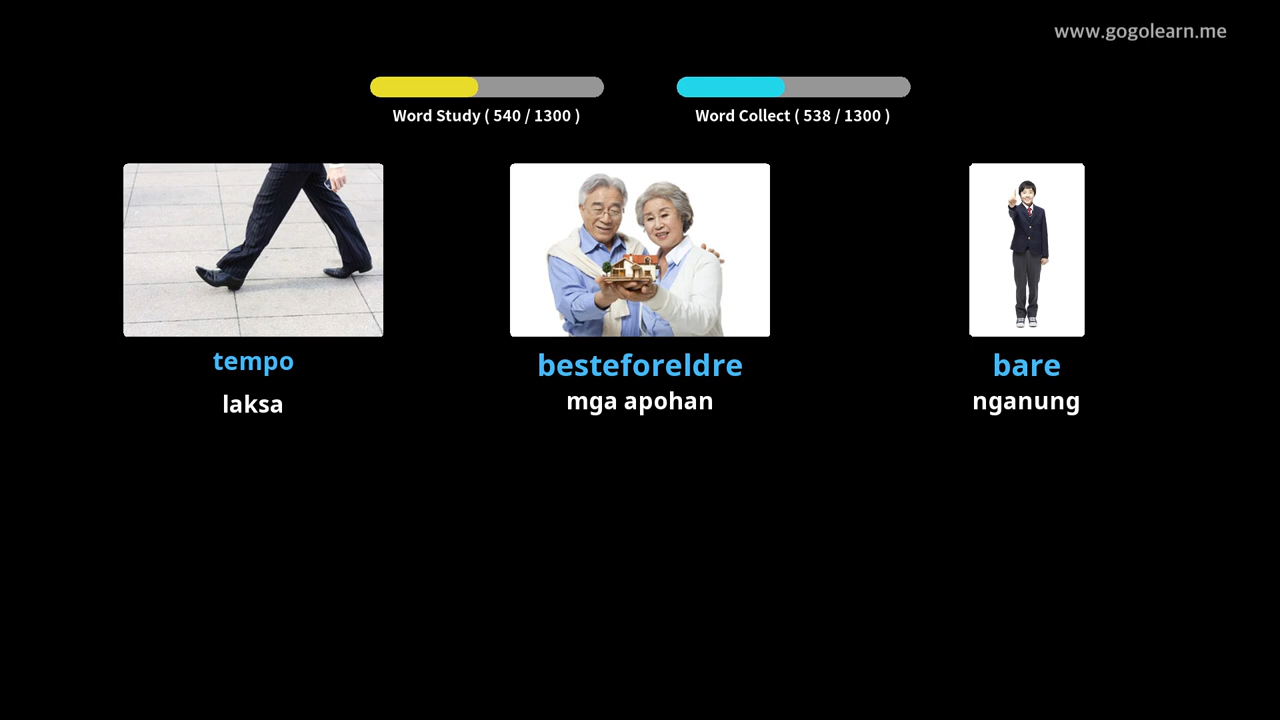 www.gogolearn.me
Word Study ( 540 / 1300 )
Word Collect ( 538 / 1300 )
tempo
laksa
besteforeldre
mga apohan
bare
nganung